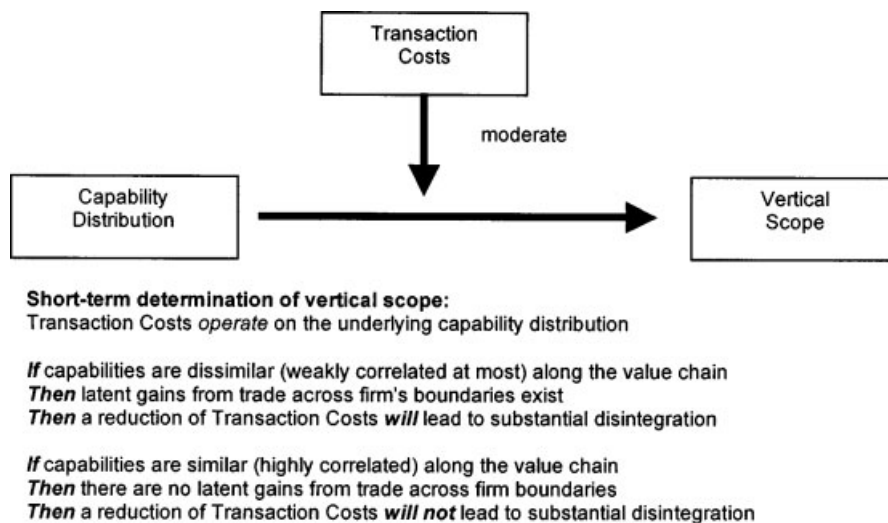 Transaction
Costs
moderate
Capability
Distribution
Vertical
Scope
Short-term determination of vertical scope:
Transaction Costs operate on the underlying capability distribution
If capabilities are dissimilar (weakly correlated at most) along the value chain
Then latent gains from trade across firm's boundaries exist
Then a reduction of Transaction Costs will lead to substantial disintegration
If capabilities are similar (highly correlated) along the value chain
Then there are no latent gains from trade across firm boundaries
Then a reduction of Transaction Costs will not lead to substantial disintegration